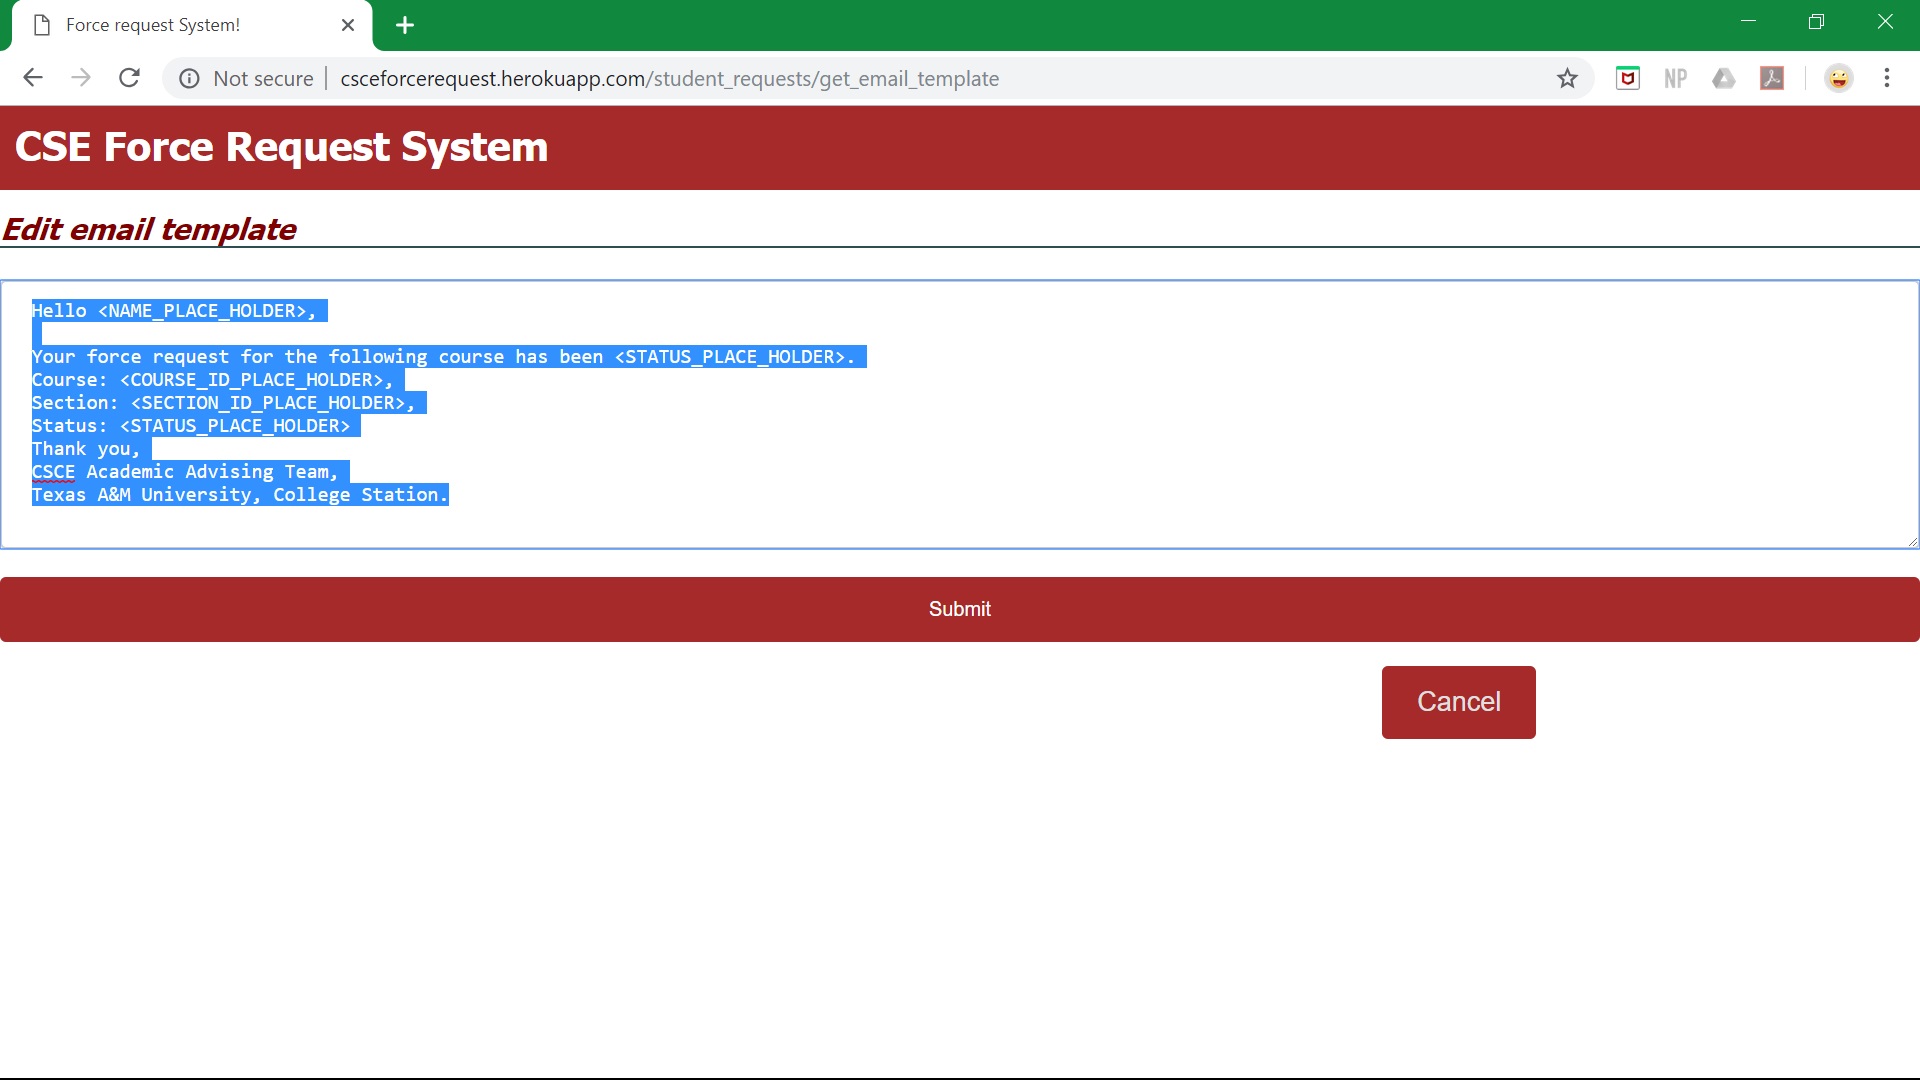 Force request System!
Not secure | csceforcerequest.herokuapp.com/student_requests/get_email_template
NP
CSE Force Request System
Edit email template
Hello <NAME_PLACE_HOLDER>,
Your force request for the following course has been <STATUS_PLACE_HOLDER>.
Course: <COURSE_ID_PLACE_HOLDER>,
Section: <SECTION_ID_PLACE_HOLDER>,
Status: <STATUS_PLACE_HOLDER>
Thank you,
CSCE Academic Advising Team,
Texas A&M University, College Station.
Submit
Cancel